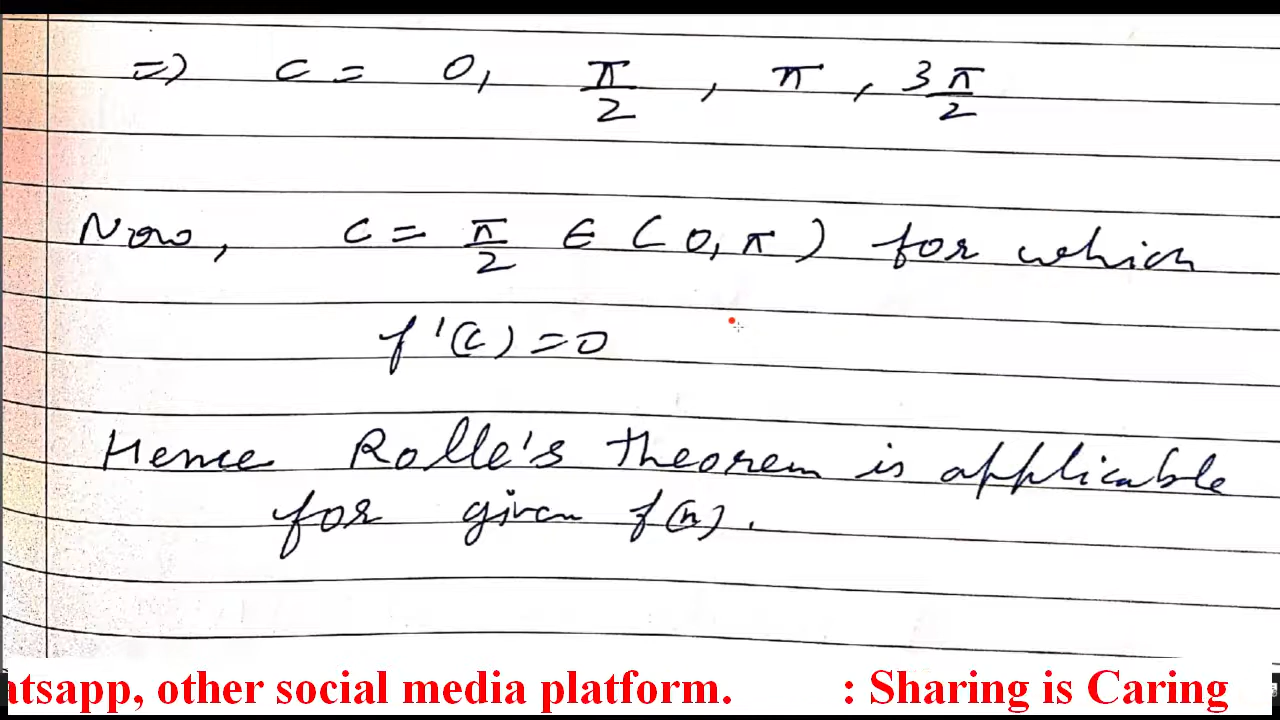 => c = 0, π/2 , π , 3π/2
Now, c = π/2 ∈ (0, π) for which
f'(c) = 0
Hence Rolle's theorem is applicable
for given f(x).
atsapp, other social media platform. : Sharing is Caring